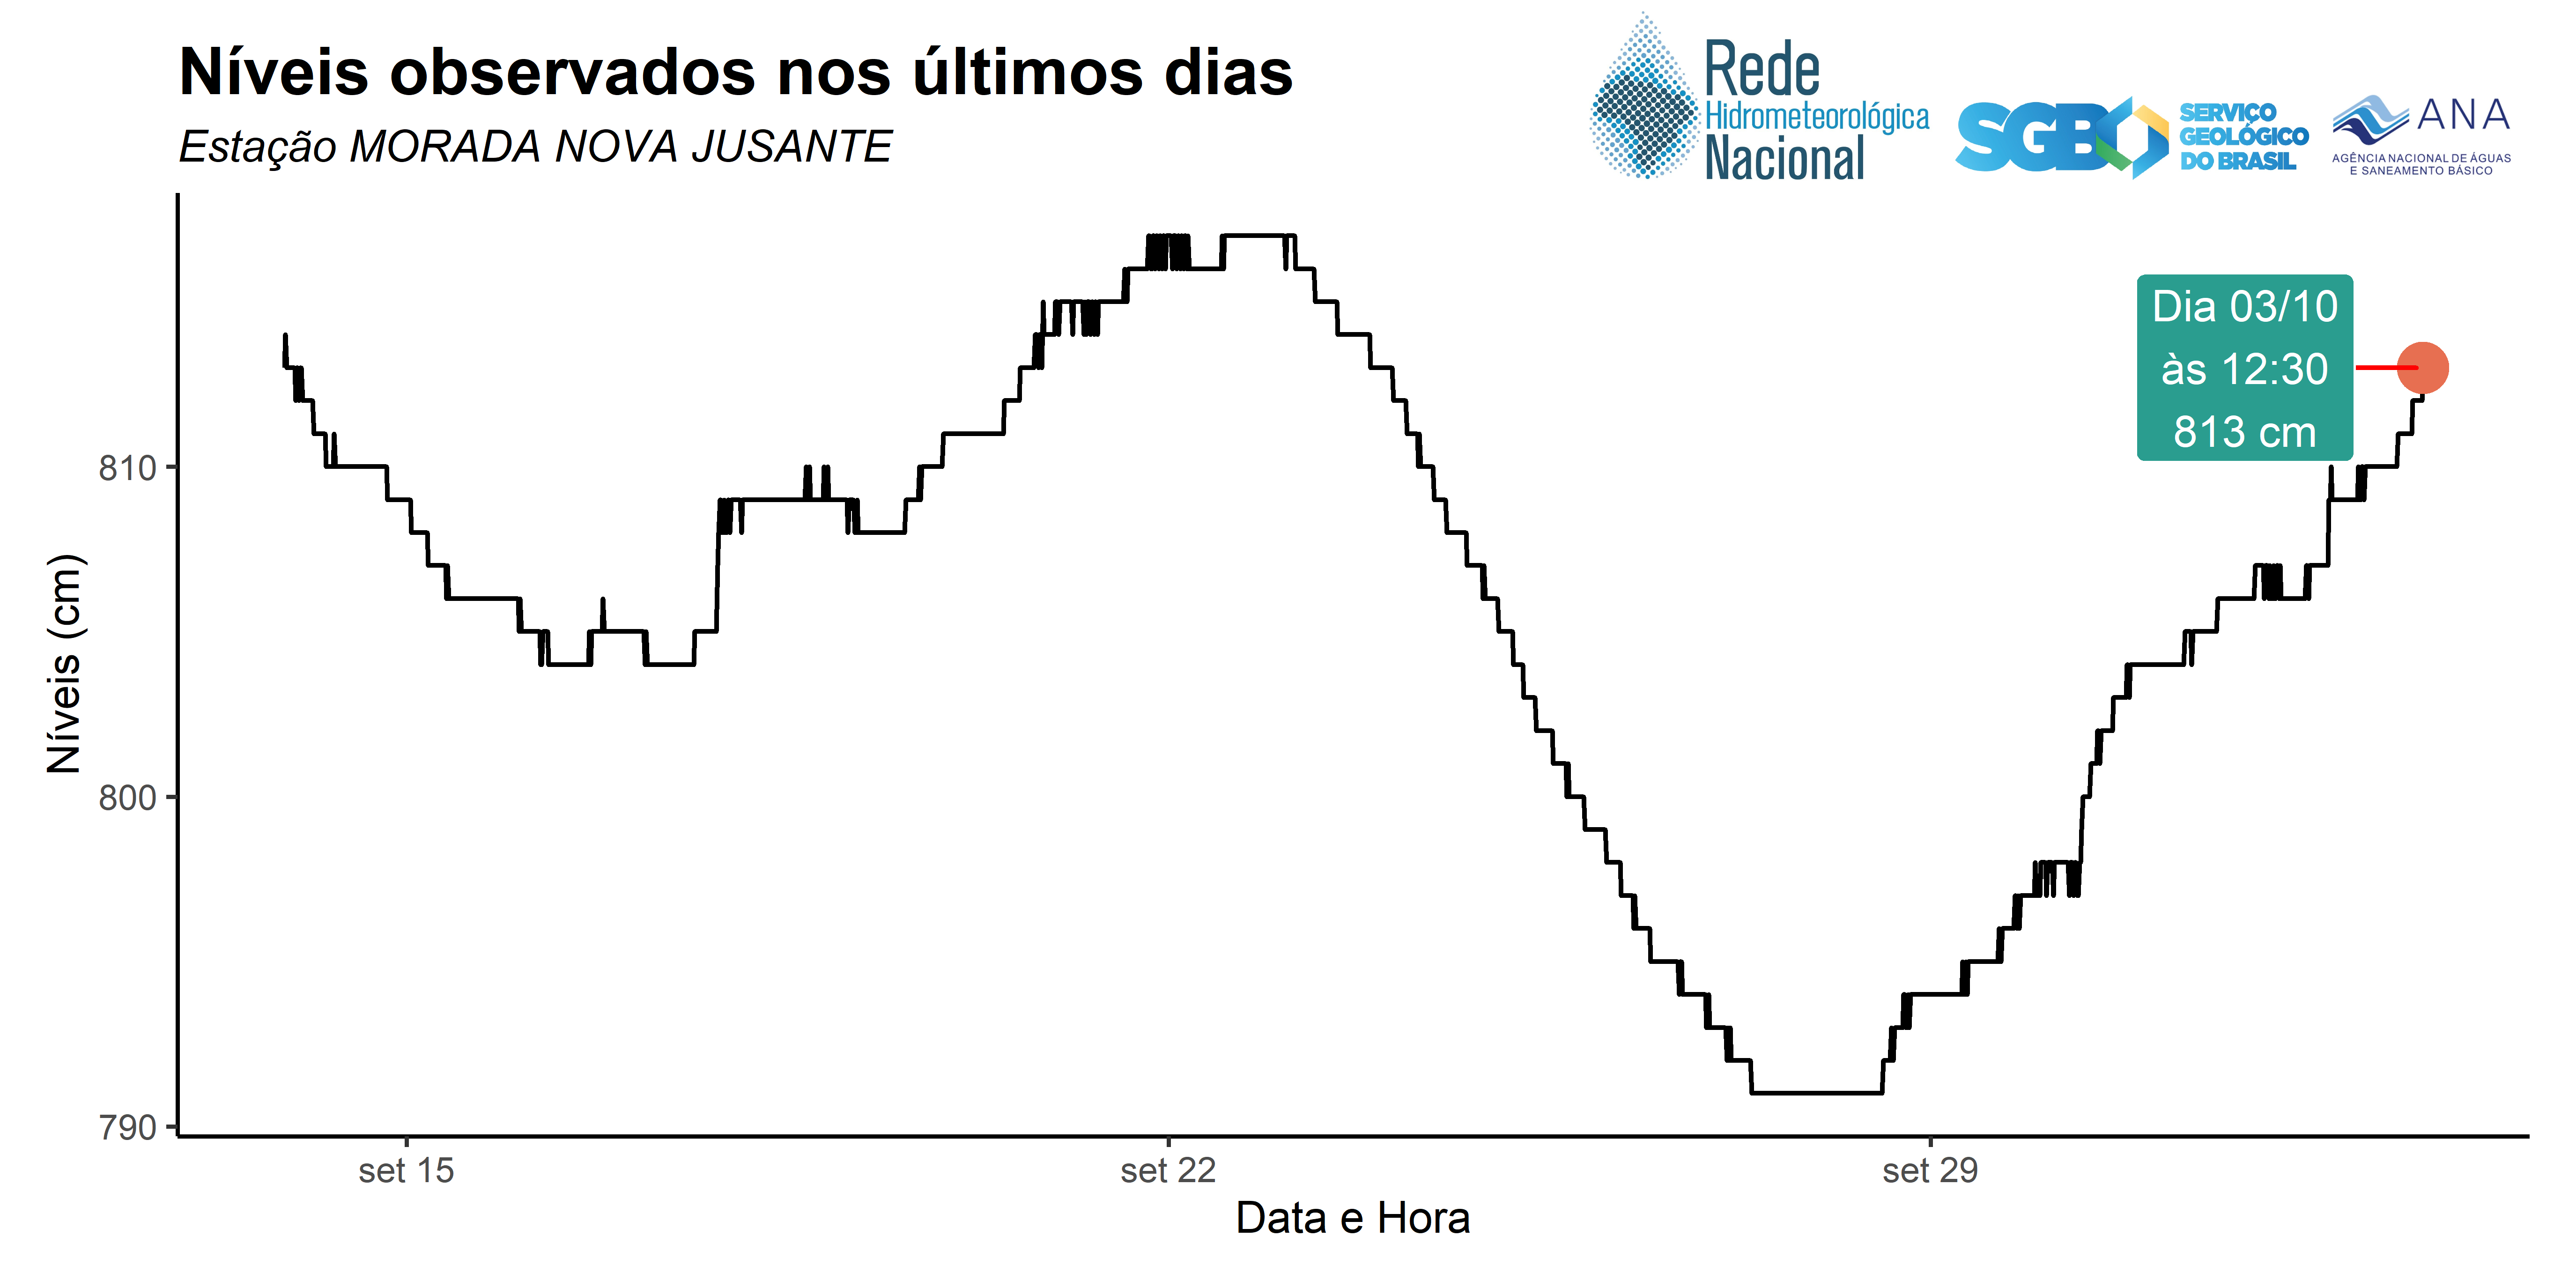 Níveis observados nos últimos dias
Estação MORADA NOVA JUSANTE
Rede
Hidrometeorológica
Nacional
SGB
SERVIÇO
GEOLÓGICO
DO BRASIL
ANA
AGÊNCIA NACIONAL DE ÁGUAS
E SANEAMENTO BÁSICO
Dia 03/10
às 12:30
813 cm
Níveis (cm)
810
800
790
set 15
set 22
set 29
Data e Hora